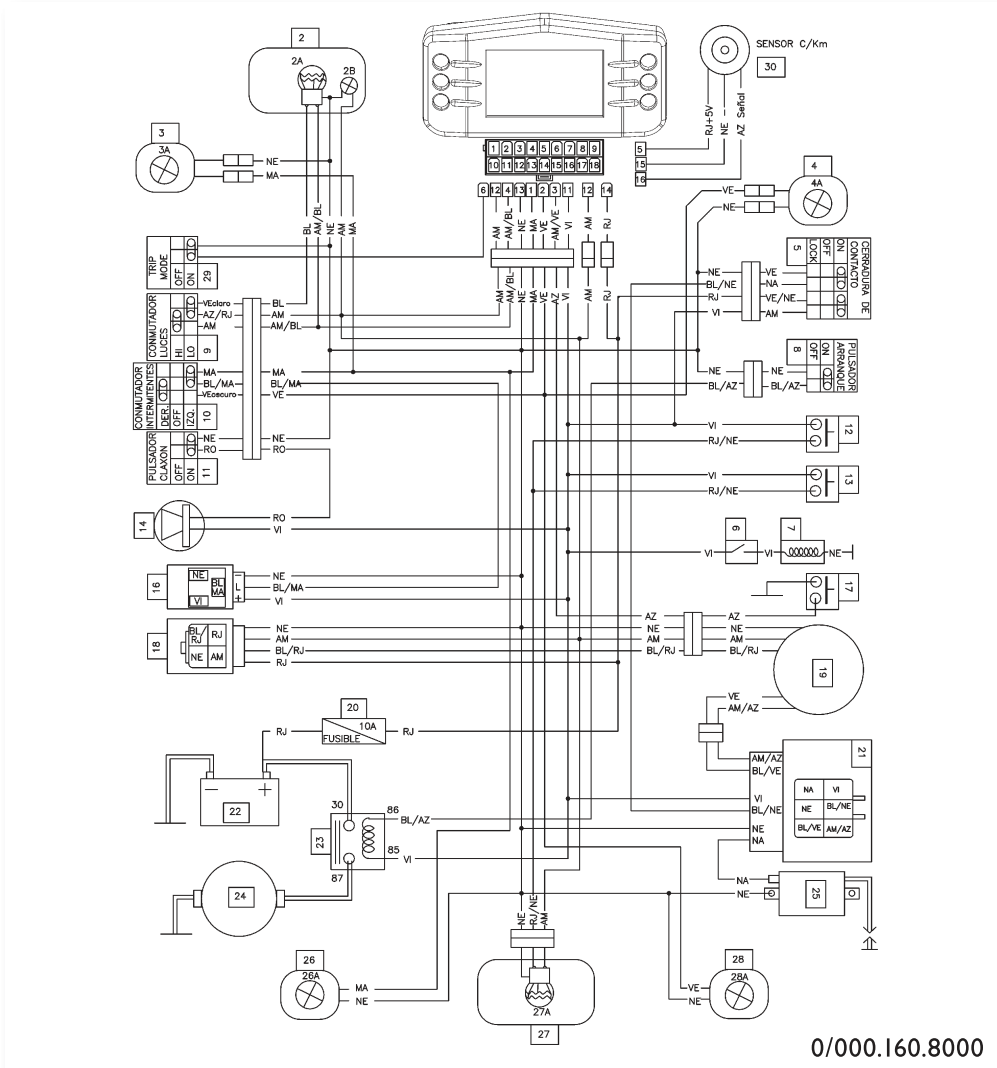 2
2A
2B
SENSOR C/Km
30
RJ+5V
NE -
AZ Señal
3
3A
NE
MA
1 2 3 4 5 6 7 8 9
10 11 12 13 14 15 16 17 18
5
15
16
6 12 4 13 1 2 3 11 12 14
4
4A
VE
NE
BL
AM/BL
NE
AM
MA
AM
AM/BL
NE
MA
VE
AM/VE
VI
AM
RJ
AM
AM/BL
NE
MA
VE
AZ
VI
AM
RJ
TRIP MODE
OFF
ON
29
CONMUTADOR LUCES
HI
LO
9
VEclaro
AZ/RJ
AM
BL
AM
AM/BL
CONMUTADOR INTERMITENTES
DER.
OFF
IZQ.
10
MA
BL/MA
VEoscuro
MA
BL/MA
VE
PULSADOR CLAXON
OFF
ON
11
NE
RO
NE
RO
5
LOCK
OFF
ON
CERRADURA DE CONTACTO
NE
BL/NE
RJ
VI
VE
NA
VE/NE
AM
8
OFF
ON
PULSADOR ARRANQUE
NE
BL/AZ
NE
BL/AZ
VI
RJ/NE
12
VI
RJ/NE
13
14
RO
VI
6
7
VI
VI
NE
16
NE
BL
MA
VI
-
L
+
NE
BL/MA
VI
17
18
BL/
RJ
RJ
NE
AM
NE
AM
BL/RJ
RJ
AZ
NE
AM
BL/RJ
AZ
NE
AM
BL/RJ
19
VE
AM/AZ
20
10A
FUSIBLE
RJ
RJ
21
AM/AZ
BL/VE
VI
BL/NE
NE
NA
NA
VI
NE
BL/NE
BL/VE
AM/AZ
22
-
+
30
86
23
85
87
BL/AZ
VI
24
25
NA
NE
NE
RJ/NE
AM
26
26A
MA
NE
27A
27
28
28A
VE
NE
0/000.160.8000